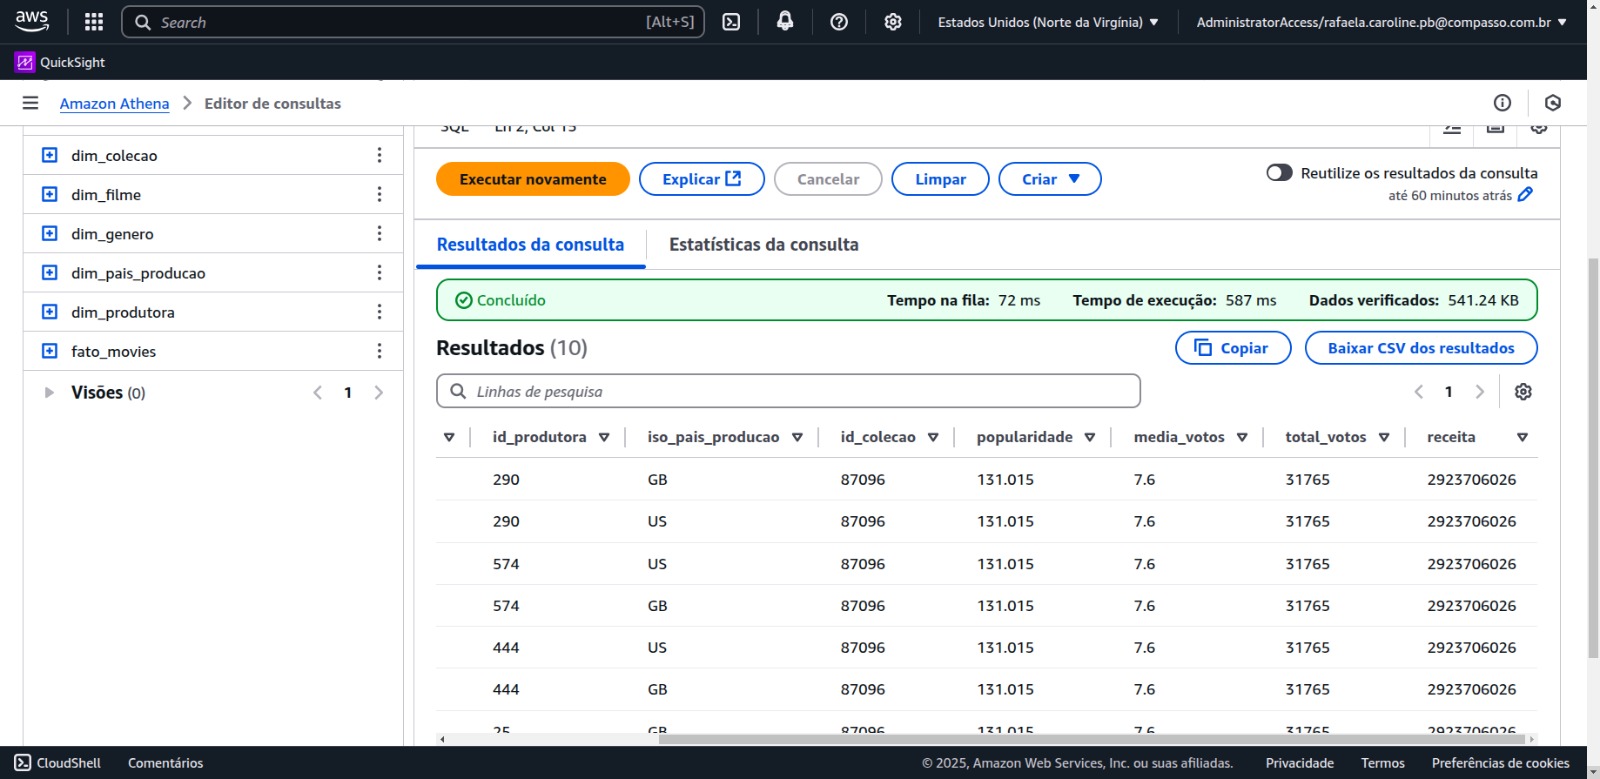 aws
Search [Alt+S]
Estados Unidos (Norte da Virgínia)
AdministratorAccess/rafaela.caroline.pb@compasso.com.br
QuickSight
Amazon Athena
Editor de consultas
SQL Ln 2, Col 15
dim_colecao
dim_filme
dim_genero
dim_pais_producao
dim_produtora
fato_movies
Visões (0)
1
Executar novamente
Explicar
Cancelar
Limpar
Criar
Reutilize os resultados da consulta
até 60 minutos atrás
Resultados da consulta
Estatísticas da consulta
Concluído
Tempo na fila: 72 ms
Tempo de execução: 587 ms
Dados verificados: 541.24 KB
Resultados (10)
Copiar
Baixar CSV dos resultados
Linhas de pesquisa
1
id_produtora iso_pais_producao id_colecao popularidade media_votos total_votos receita
290 GB 87096 131.015 7.6 31765 2923706026
290 US 87096 131.015 7.6 31765 2923706026
574 US 87096 131.015 7.6 31765 2923706026
574 GB 87096 131.015 7.6 31765 2923706026
444 US 87096 131.015 7.6 31765 2923706026
444 GB 87096 131.015 7.6 31765 2923706026
25 GB 87096 131.015 7.6 31765 2923706026
CloudShell
Comentários
© 2025, Amazon Web Services, Inc. ou suas afiliadas.
Privacidade
Termos
Preferências de cookies